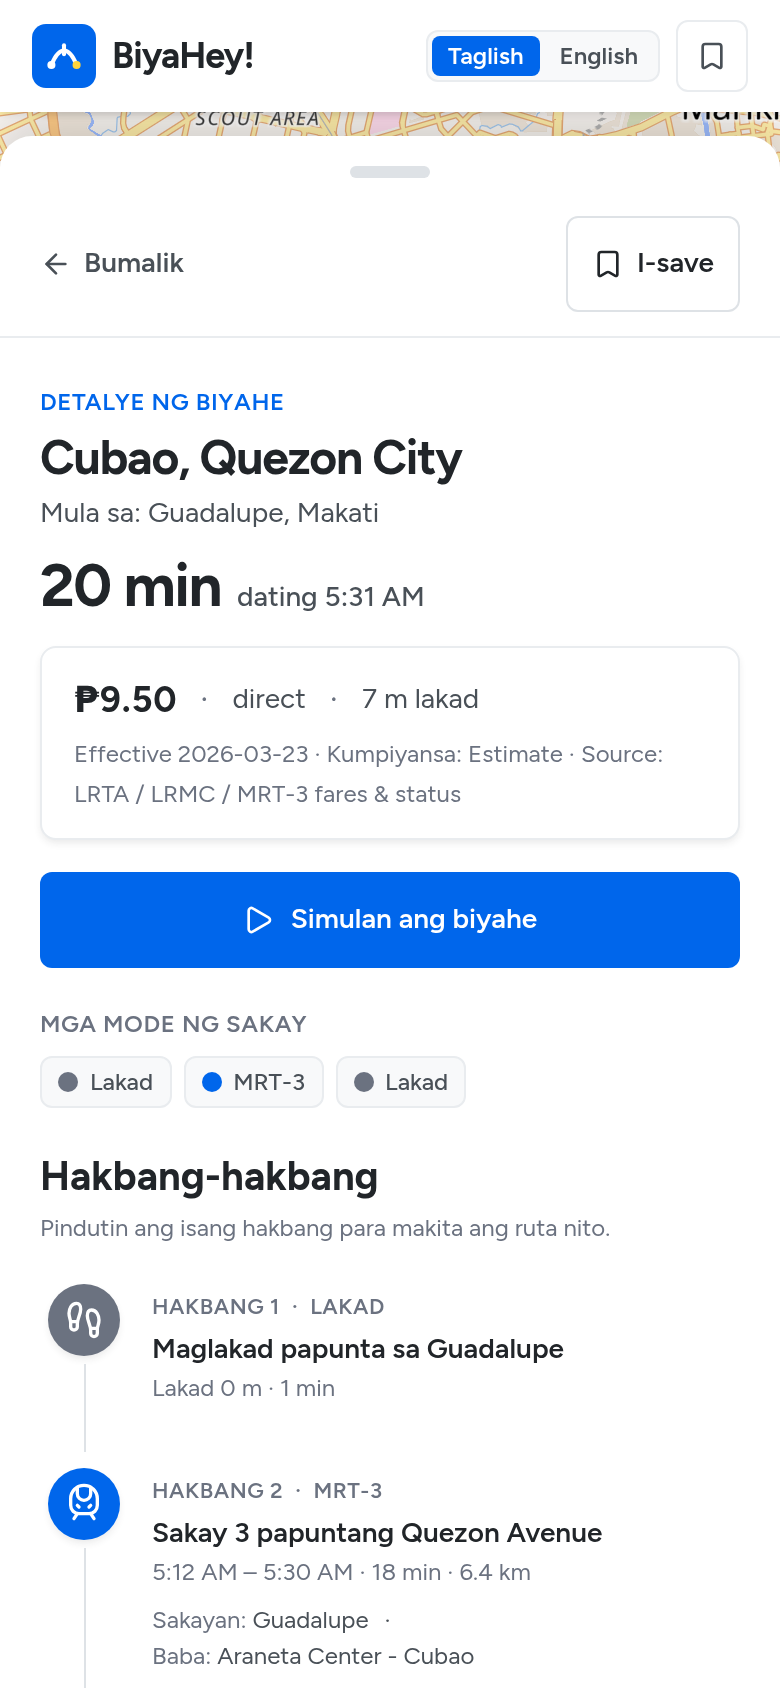 BiyaHey!
Taglish
English
SCOUT AREA
Bumalik
I-save
DETALYE NG BIYAHE
Cubao, Quezon City
Mula sa: Guadalupe, Makati
20 min dating 5:31 AM
₱9.50 · direct · 7 m lakad
Effective 2026-03-23 · Kumpiyansa: Estimate · Source:
LRTA / LRMC / MRT-3 fares & status
Simulan ang biyahe
MGA MODE NG SAKAY
Lakad
MRT-3
Lakad
Hakbang-hakbang
Pindutin ang isang hakbang para makita ang ruta nito.
HAKBANG 1 · LAKAD
Maglakad papunta sa Guadalupe
Lakad 0 m · 1 min
HAKBANG 2 · MRT-3
Sakay 3 papuntang Quezon Avenue
5:12 AM – 5:30 AM · 18 min · 6.4 km
Sakayan: Guadalupe ·
Baba: Araneta Center - Cubao